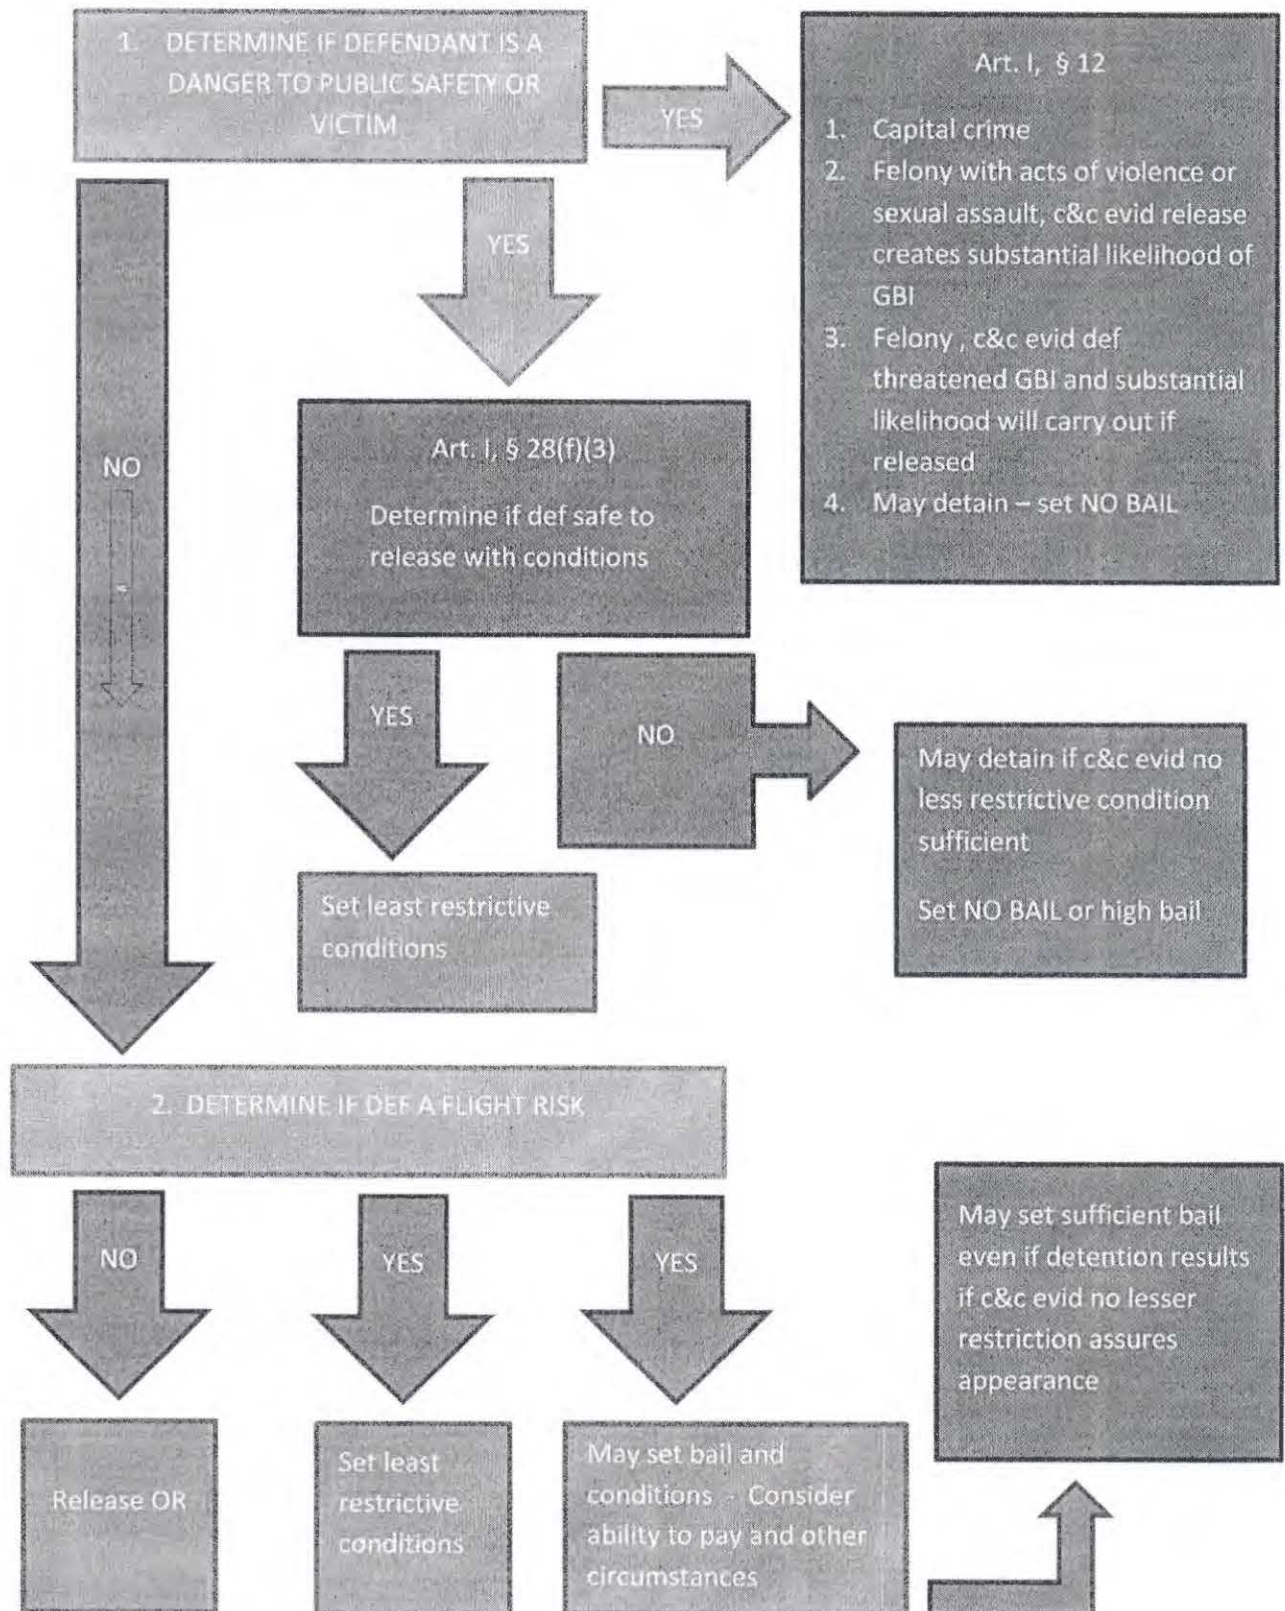 1. DETERMINE IF DEFENDANT IS A
DANGER TO PUBLIC SAFETY OR
VICTIM
YES
Art. I, § 12
1. Capital crime
2. Felony with acts of violence or
sexual assault, c&c evid release
creates substantial likelihood of
GBI
3. Felony , c&c evid def
threatened GBI and substantial
likelihood will carry out if
released
4. May detain – set NO BAIL
YES
NO
Art. I, § 28(f)(3)
Determine if def safe to
release with conditions
YES
NO
May detain if c&c evid no
less restrictive condition
sufficient
Set NO BAIL or high bail
Set least restrictive
conditions
2. DETERMINE IF DEF A FLIGHT RISK
NO
YES
YES
May set sufficient bail
even if detention results
if c&c evid no lesser
restriction assures
appearance
Release OR
Set least
restrictive
conditions
May set bail and
conditions - Consider
ability to pay and other
circumstances